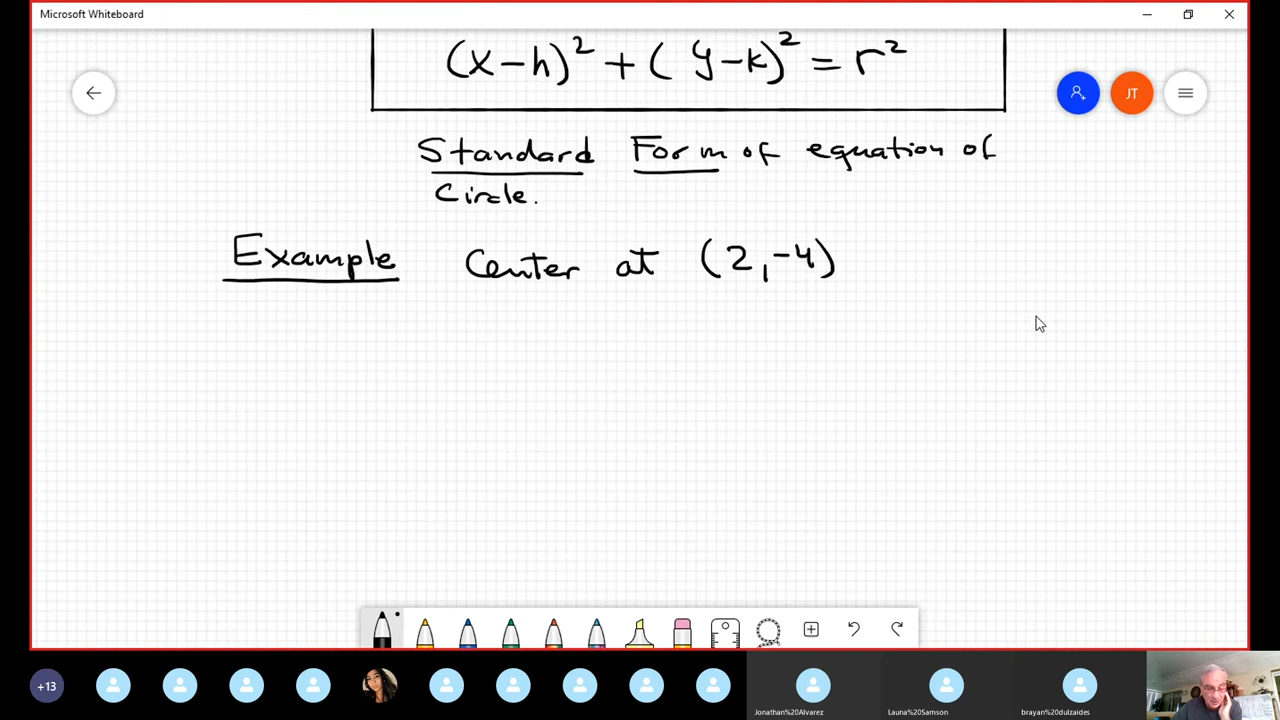 Microsoft Whiteboard
(x-h)² + (y-k)² = r²
JT
Standard Form of equation of
Circle.
Example Center at (2,-4)
+13
Jonathan%20Alvarez
Launa%20Samson
brayan%20dulzaides